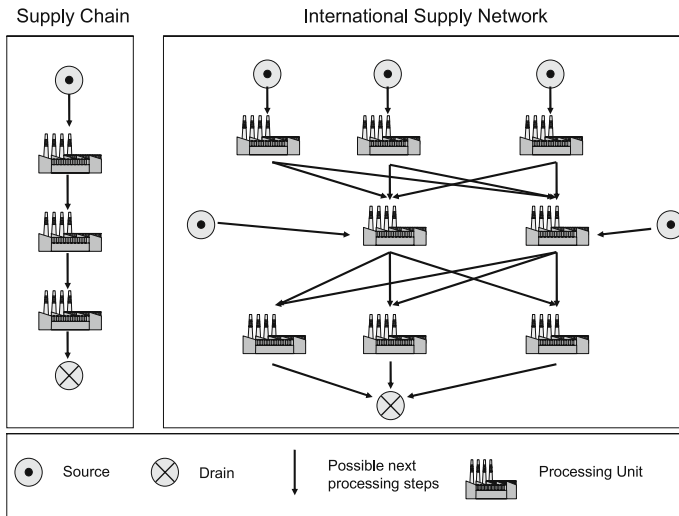 Supply Chain
International Supply Network
Source
Drain
Possible next
processing steps
Processing Unit